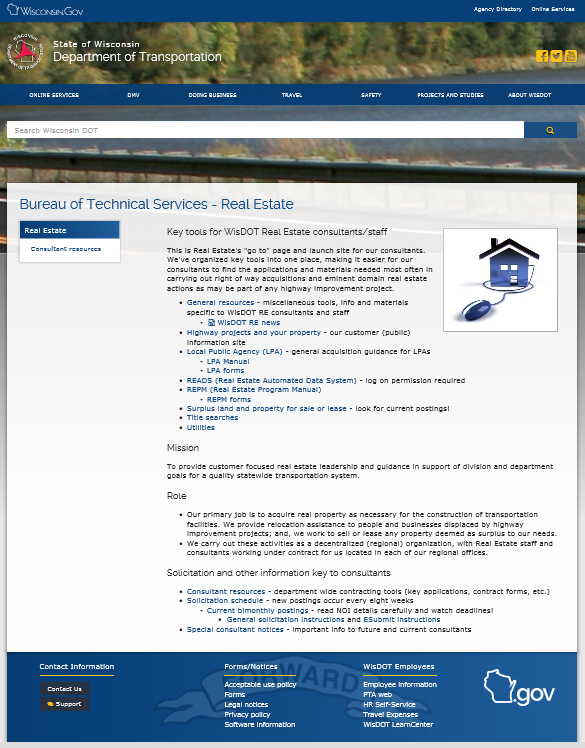 WISCONSIN.GOV
Agency Directory Online Services
State of Wisconsin
Department of Transportation
ONLINE SERVICES DMV DOING BUSINESS TRAVEL SAFETY PROJECTS AND STUDIES ABOUT WISDOT
Search Wisconsin DOT
Bureau of Technical Services - Real Estate
Real Estate
Consultant resources
Key tools for WisDOT Real Estate consultants/staff
This is Real Estate's "go to" page and launch site for our consultants.
We've organized key tools into one place, making it easier for our
consultants to find the applications and materials needed most often in
carrying out right of way acquisitions and eminent domain real estate
actions as may be part of any highway improvement project.
• General resources - miscellaneous tools, info and materials
specific to WisDOT RE consultants and staff
• WisDOT RE news
• Highway projects and your property - our customer (public)
information site
• Local Public Agency (LPA) - general acquisition guidance for LPAs
• LPA Manual
• LPA forms
• READS (Real Estate Automated Data System) - log on permission required
• REPM (Real Estate Program Manual)
• REPM forms
• Surplus land and property for sale or lease - look for current postings!
• Title searches
• Utilities
Mission
To provide customer focused real estate leadership and guidance in support of division and department
goals for a quality statewide transportation system.
Role
• Our primary job is to acquire real property as necessary for the construction of transportation
facilities. We provide relocation assistance to people and businesses displaced by highway
improvement projects; and, we work to sell or lease any property deemed as surplus to our needs.
• We carry out these activities as a decentralized (regional) organization, with Real Estate staff and
consultants working under contract for us located in each of our regional offices.
Solicitation and other information key to consultants
• Consultant resources - department wide contracting tools (key applications, contract forms, etc.)
• Solicitation schedule - new postings occur every eight weeks
• Current bimonthly postings - read NOI details carefully and watch deadlines!
▪ General solicitation instructions and ESubmit instructions
• Special consultant notices - important info to future and current consultants
Contact Information
Contact Us
Support
FORWARD
Forms/Notices
Acceptable use policy
Forms
Legal notices
Privacy policy
Software information
WisDOT Employees
Employee information
PTA web
HR Self-Service
Travel Expenses
WisDOT LearnCenter
.gov